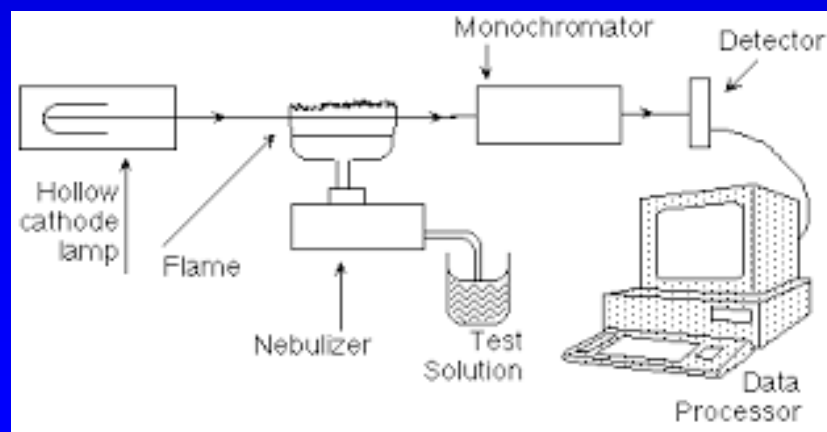 Monochromator
Detector
Hollow
cathode
lamp
Flame
Nebulizer
Test
Solution
Data
Processor